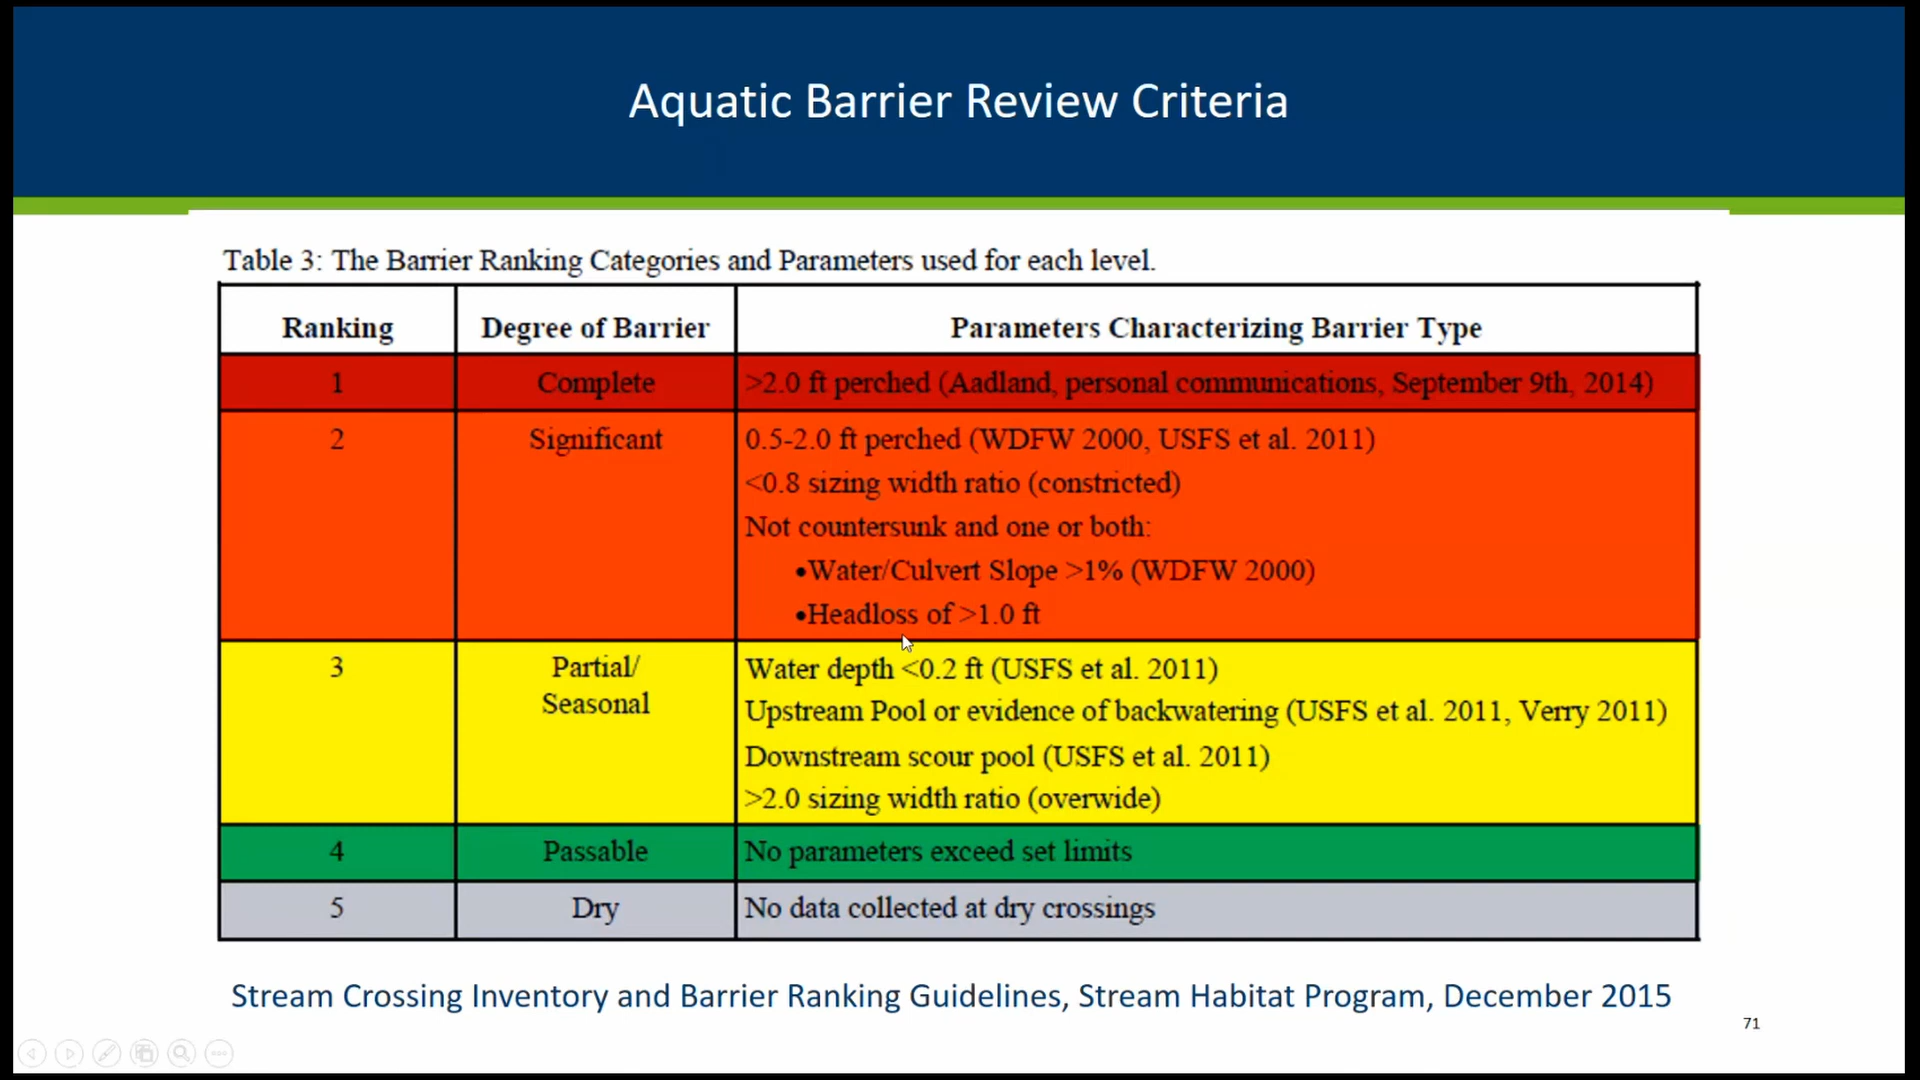 Aquatic Barrier Review Criteria
Table 3: The Barrier Ranking Categories and Parameters used for each level.
Ranking Degree of Barrier Parameters Characterizing Barrier Type
1 Complete >2.0 ft perched (Aadland, personal communications, September 9th, 2014)
2 Significant 0.5-2.0 ft perched (WDFW 2000, USFS et al. 2011)
<0.8 sizing width ratio (constricted)
Not countersunk and one or both:
•Water/Culvert Slope >1% (WDFW 2000)
•Headloss of >1.0 ft
3 Partial/ Water depth <0.2 ft (USFS et al. 2011)
Seasonal Upstream Pool or evidence of backwatering (USFS et al. 2011, Verry 2011)
Downstream scour pool (USFS et al. 2011)
>2.0 sizing width ratio (overwide)
4 Passable No parameters exceed set limits
5 Dry No data collected at dry crossings
Stream Crossing Inventory and Barrier Ranking Guidelines, Stream Habitat Program, December 2015
71